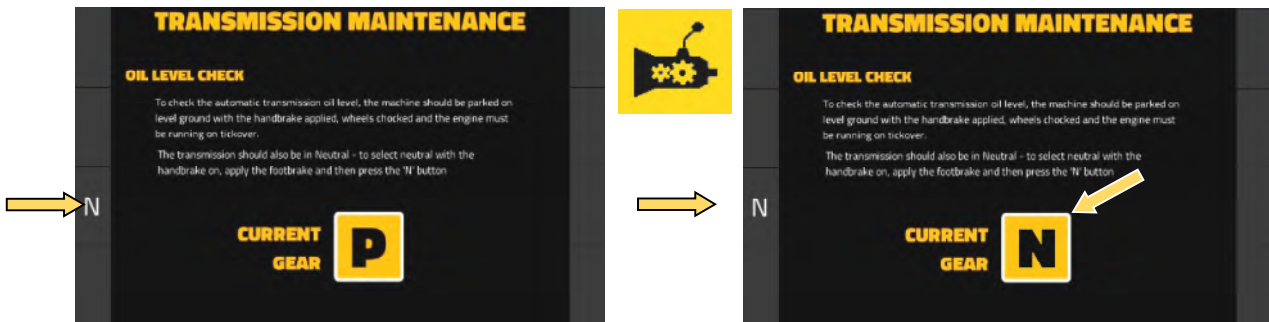 TRANSMISSION MAINTENANCE
OIL LEVEL CHECK
To check the automatic transmission oil level, the machine should be parked on
level ground with the handbrake applied, wheels chocked and the engine must
be running on tickover.
The transmission should also be in Neutral - to select neutral with the
handbrake on, apply the footbrake and then press the 'N' button
N
CURRENT
GEAR
P
TRANSMISSION MAINTENANCE
OIL LEVEL CHECK
To check the automatic transmission oil level, the machine should be parked on
level ground with the handbrake applied, wheels chocked and the engine must
be running on tickover.
The transmission should also be in Neutral - to select neutral with the
handbrake on, apply the footbrake and then press the 'N' button
N
CURRENT
GEAR
N